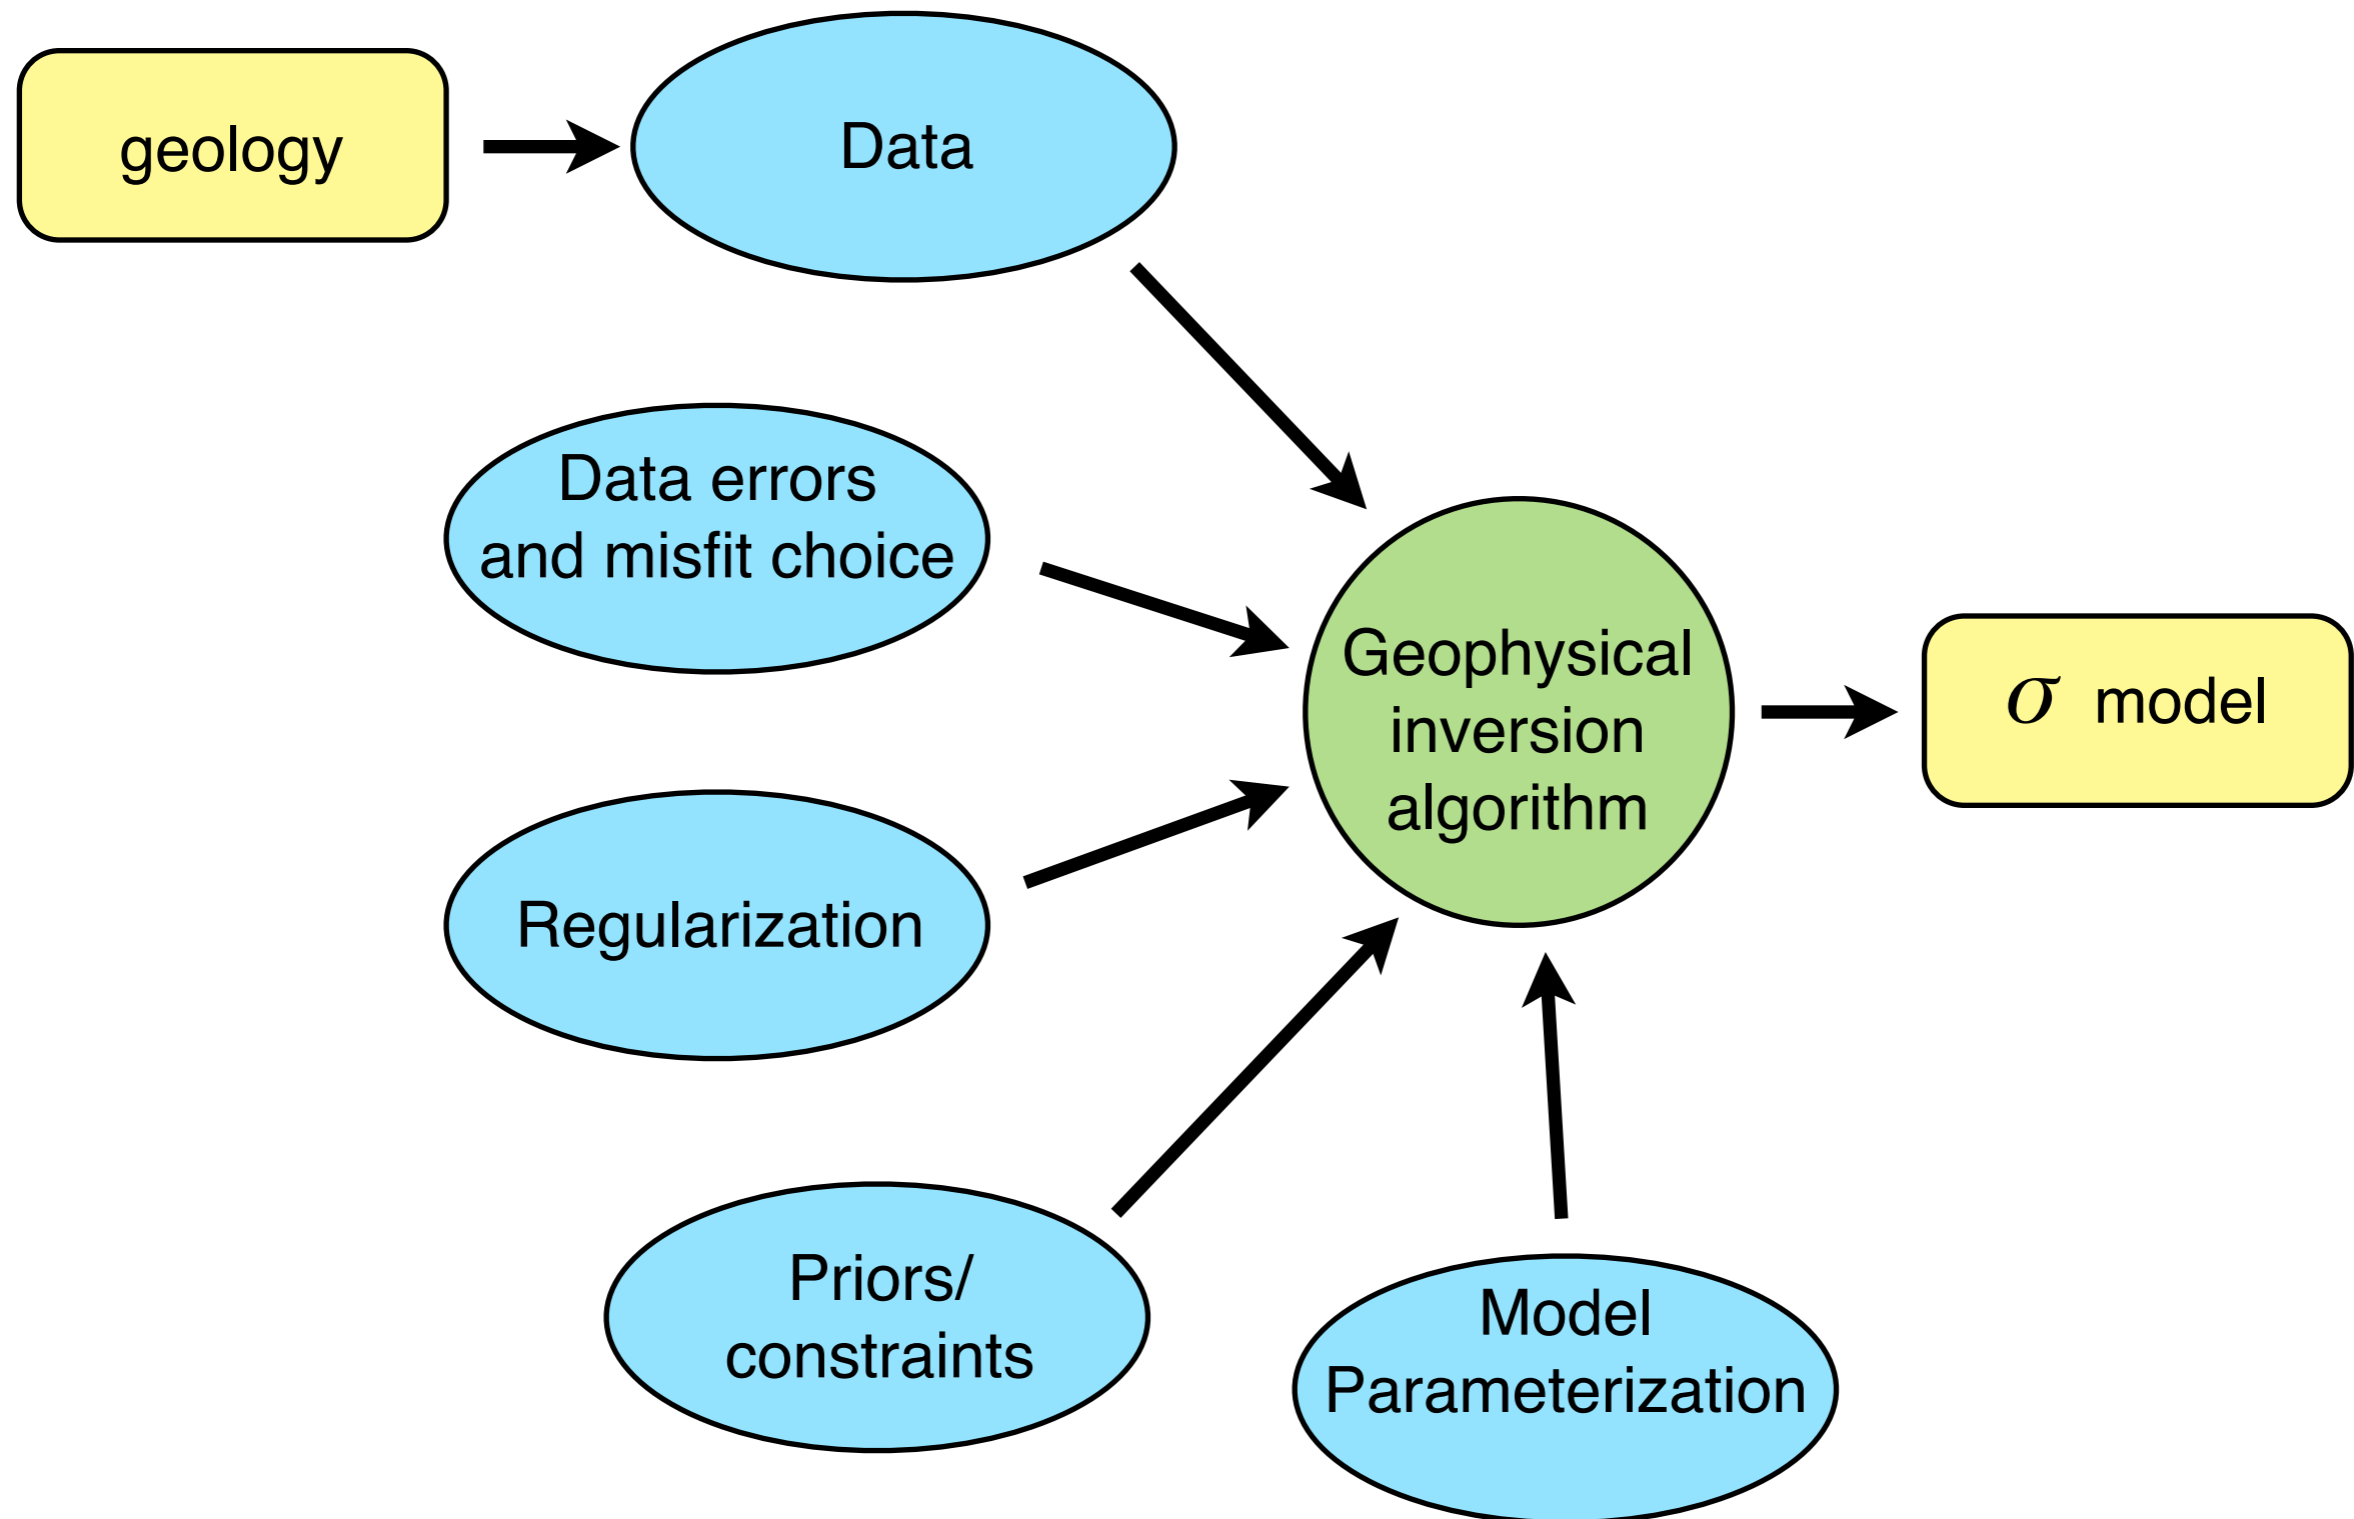 geology
Data
Data errors
and misfit choice
Geophysical
inversion
algorithm
σ model
Regularization
Priors/
constraints
Model
Parameterization